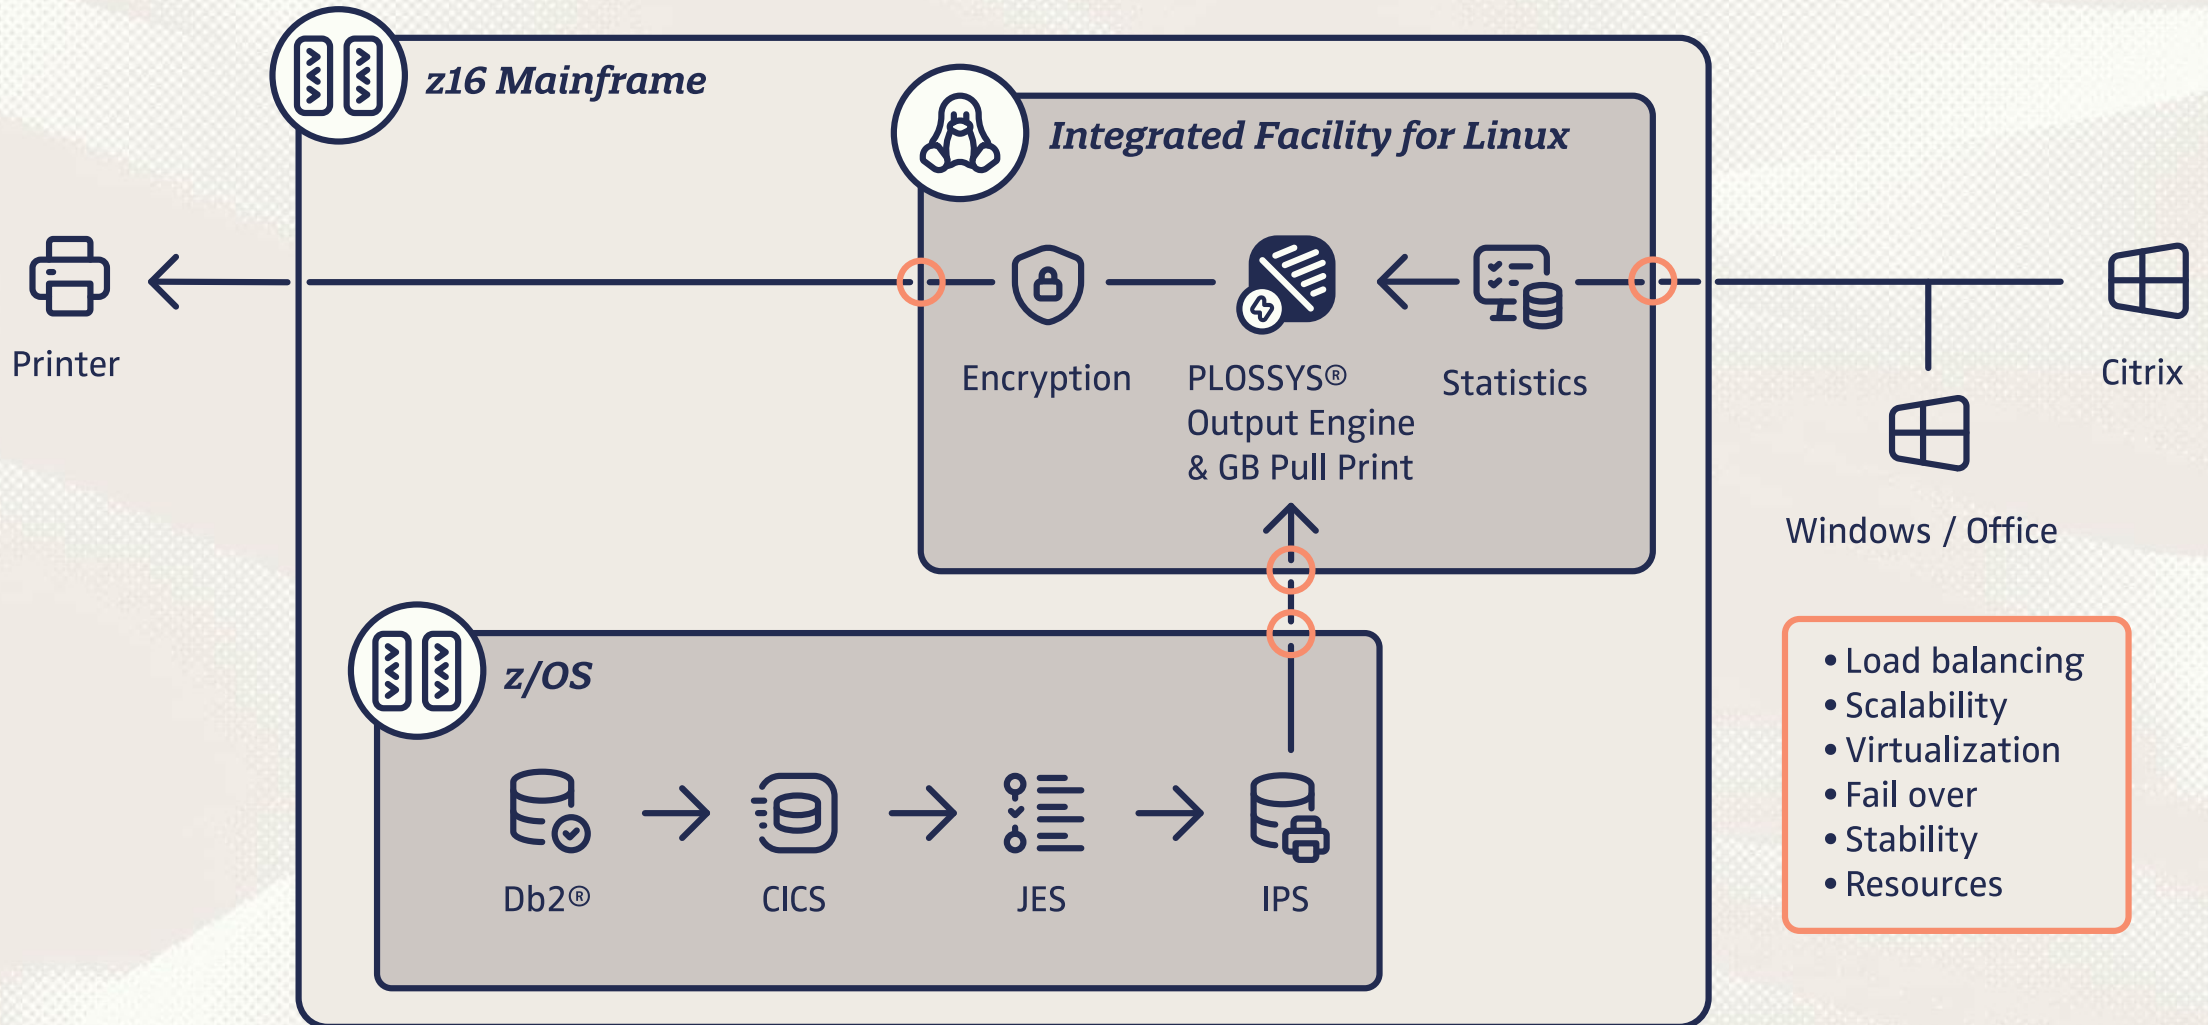 z16 Mainframe
Integrated Facility for Linux
Printer
Encryption
PLOSSYS®
Output Engine
& GB Pull Print
Statistics
Citrix
Windows / Office
z/OS
Db2®
CICS
JES
IPS
• Load balancing
• Scalability
• Virtualization
• Fail over
• Stability
• Resources